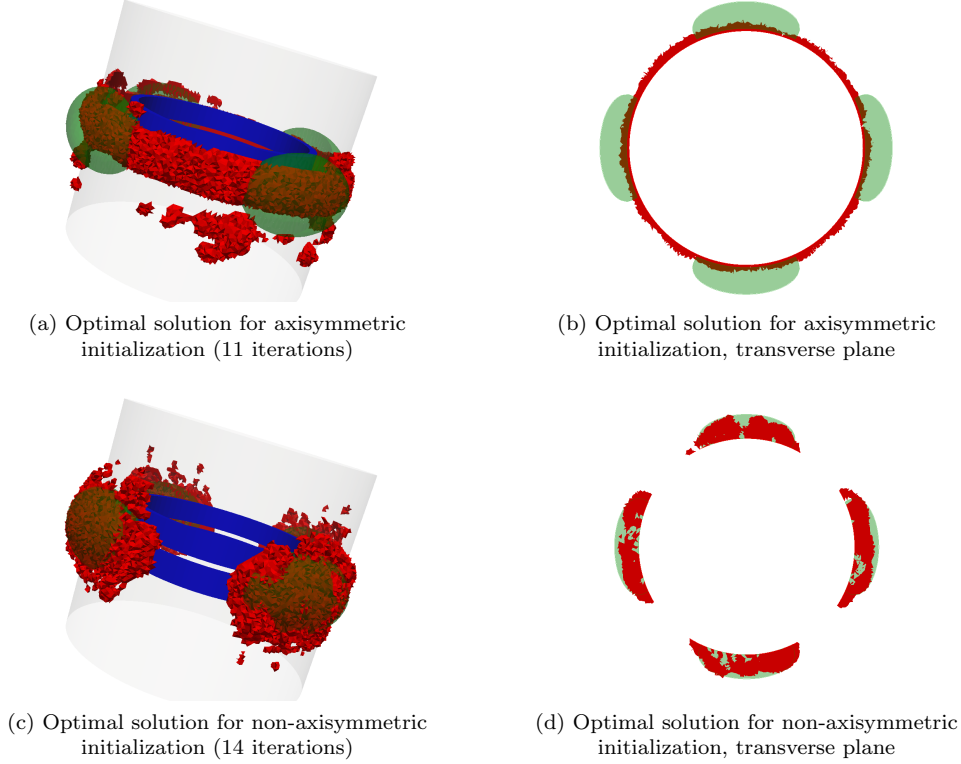 (a) Optimal solution for axisymmetric
initialization (11 iterations)
(b) Optimal solution for axisymmetric
initialization, transverse plane
(c) Optimal solution for non-axisymmetric
initialization (14 iterations)
(d) Optimal solution for non-axisymmetric
initialization, transverse plane